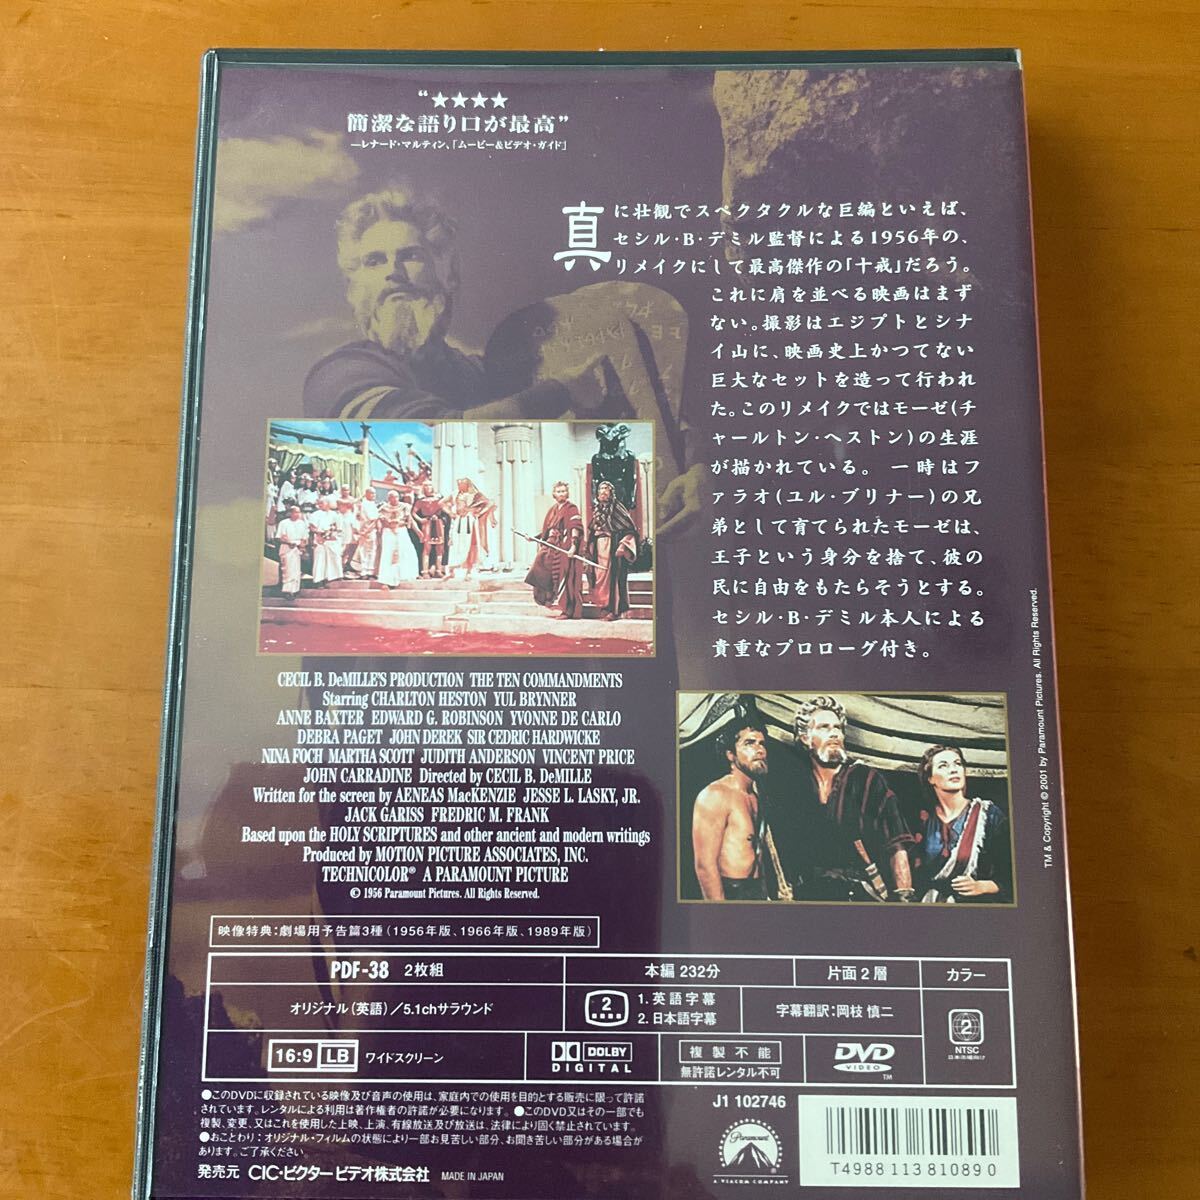 “★★★★
簡潔な語り口が最高”
—レナード・マルティン、「ムービー&ビデオ・ガイド」
真に壮観でスペクタクルな巨編といえば、
セシル・B・デミル監督による1956年の、
リメイクにして最高傑作の「十戒」だろう。
これに肩を並べる映画はまず
ない。撮影はエジプトとシナ
イ山に、映画史上かつてない
巨大なセットを造って行われ
た。このリメイクではモーゼ(チ
ャールトン・ヘストン)の生涯
が描かれている。 一時はフ
ァラオ(ユル・ブリナー)の兄
弟として育てられたモーゼは、
王子という身分を捨て、彼の
民に自由をもたらそうとする。
セシル・B・デミル本人による
貴重なプロローグ付き。
CECIL B. DeMILLE'S PRODUCTION THE TEN COMMANDMENTS
Starring CHARLTON HESTON YUL BRYNNER
ANNE BAXTER EDWARD G. ROBINSON YVONNE DE CARLO
DEBRA PAGET JOHN DEREK SIR CEDRIC HARDWICKE
NINA FOCH MARTHA SCOTT JUDITH ANDERSON VINCENT PRICE
JOHN CARRADINE Directed by CECIL B. DeMILLE
Written for the screen by AENEAS MacKENZIE JESSE L. LASKY, JR.
JACK GARISS FREDRIC M. FRANK
Based upon the HOLY SCRIPTURES and other ancient and modern writings
Produced by MOTION PICTURE ASSOCIATES, INC.
TECHNICOLOR® A PARAMOUNT PICTURE
© 1956 Paramount Pictures. All Rights Reserved.
TM & Copyright © 2001 by Paramount Pictures. All Rights Reserved.
映像特典:劇場用予告篇3種(1956年版、1966年版、1989年版)
PDF-38 2枚組
本編 232分
片面2層
カラー
オリジナル(英語)/5.1chサラウンド
2
1. 英語字幕
2. 日本語字幕
字幕翻訳:岡枝 慎二
2
NTSC
日本市場向け
16:9 LB ワイドスクリーン
DOLBY
DIGITAL
複製不能
無許諾レンタル不可
DVD
VIDEO
TM
●このDVDに収録されている映像及び音声の使用は、家庭内での使用を目的とする販売に限って許諾
されています。レンタルによる利用は著作権者の許諾が必要になります。●このDVD又はその一部でも
複製、変更、又はこれを使用した上映、上演、有線放送及び放送は、法律により固く禁じられています。
●おことわり:オリジナル・フィルムの状態により一部お見苦しい部分、お聞き苦しい部分がある場合が
あります。ご了承ください。
発売元 CIC・ビクター ビデオ株式会社 MADE IN JAPAN
J1 102746
Paramount
A VIACOM COMPANY
T4988113810890